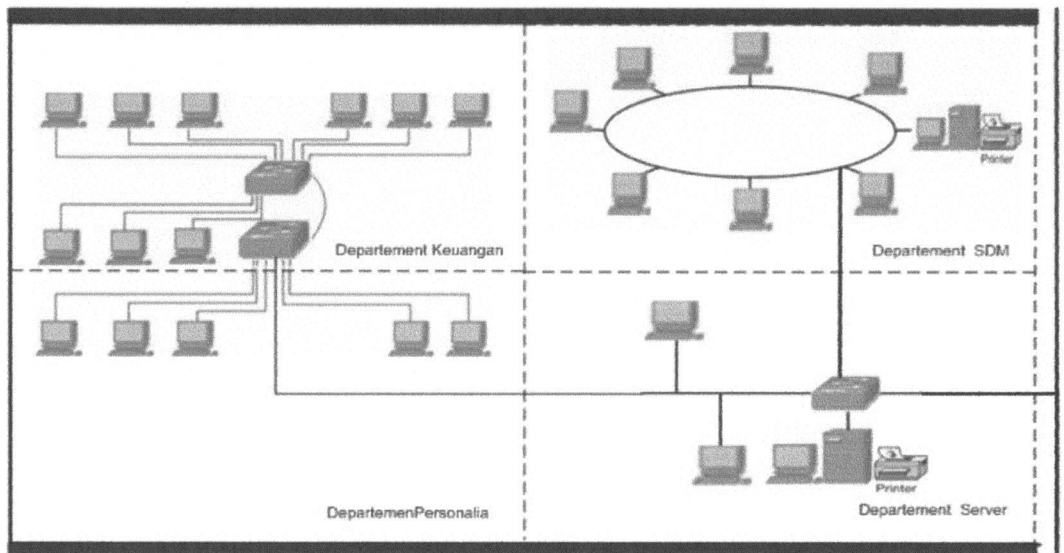 Printer
Departement Keuangan
Departement SDM
Printer
DepartemenPersonalia
Departement Server